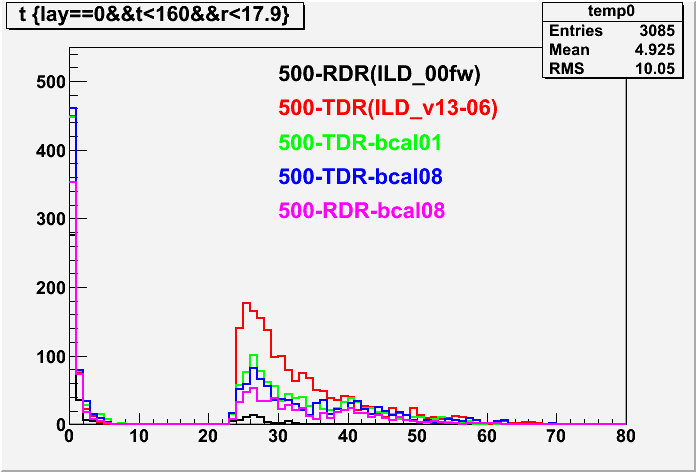 t {lay==0&&t<160&&r<17.9}
temp0
Entries 3085
Mean 4.925
RMS 10.05
500-RDR(ILD_00fw)
500-TDR(ILD_v13-06)
500-TDR-bcal01
500-TDR-bcal08
500-RDR-bcal08
500
400
300
200
100
0
0 10 20 30 40 50 60 70 80